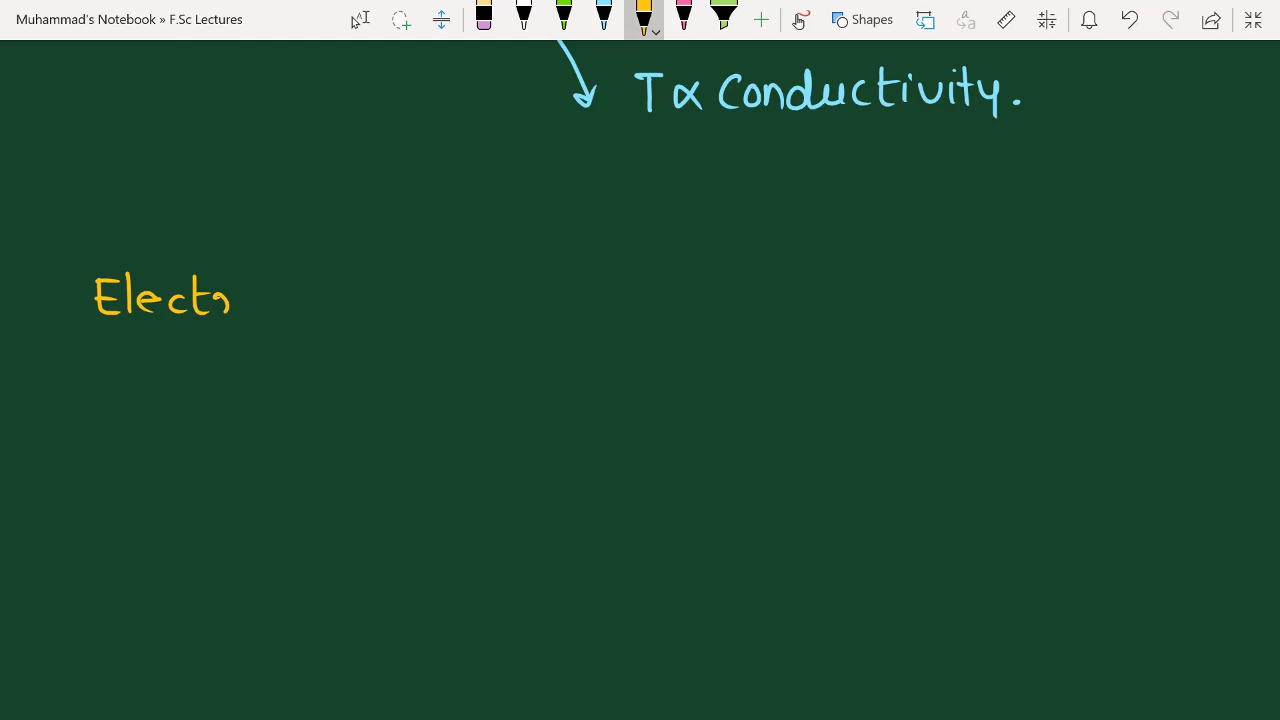 Muhammad's Notebook » F.Sc Lectures
Shapes
T∝ Conductivity.
Electr